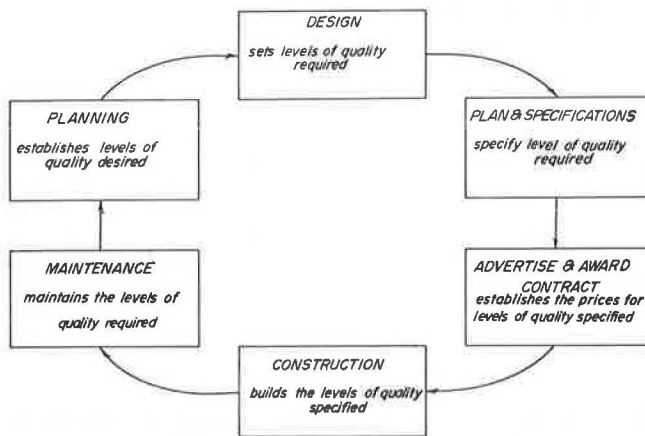 DESIGN
sets levels of quality
required
PLANNING
establishes levels of
quality desired
PLAN & SPECIFICATIONS
specify level of quality
required
MAINTENANCE
maintains the levels of
quality required
ADVERTISE & AWARD
CONTRACT
establishes the prices for
levels of quality specified
CONSTRUCTION
builds the levels of quality
specified